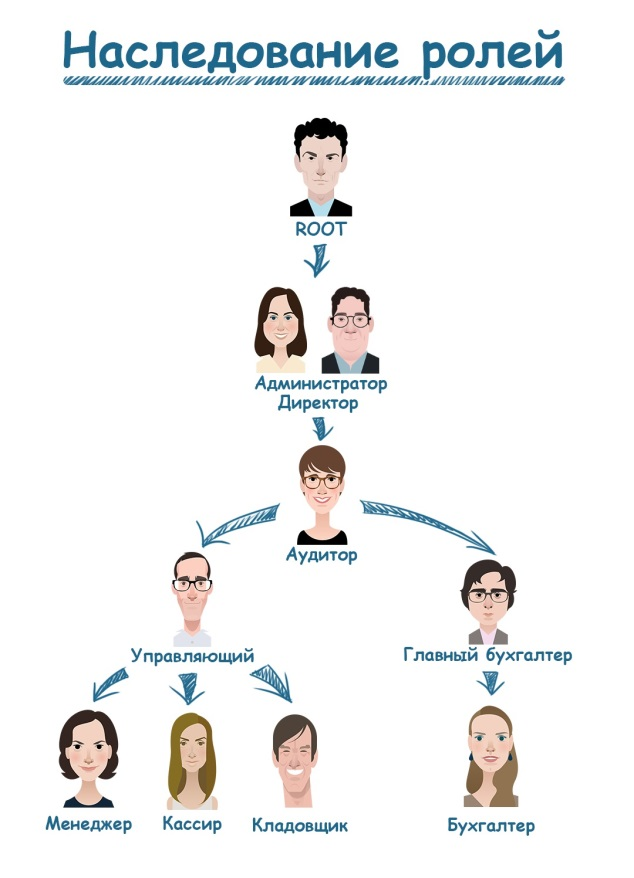 Наследование ролей
ROOT
Администратор
Директор
Аудитор
Управляющий
Главный бухгалтер
Менеджер
Кассир
Кладовщик
Бухгалтер